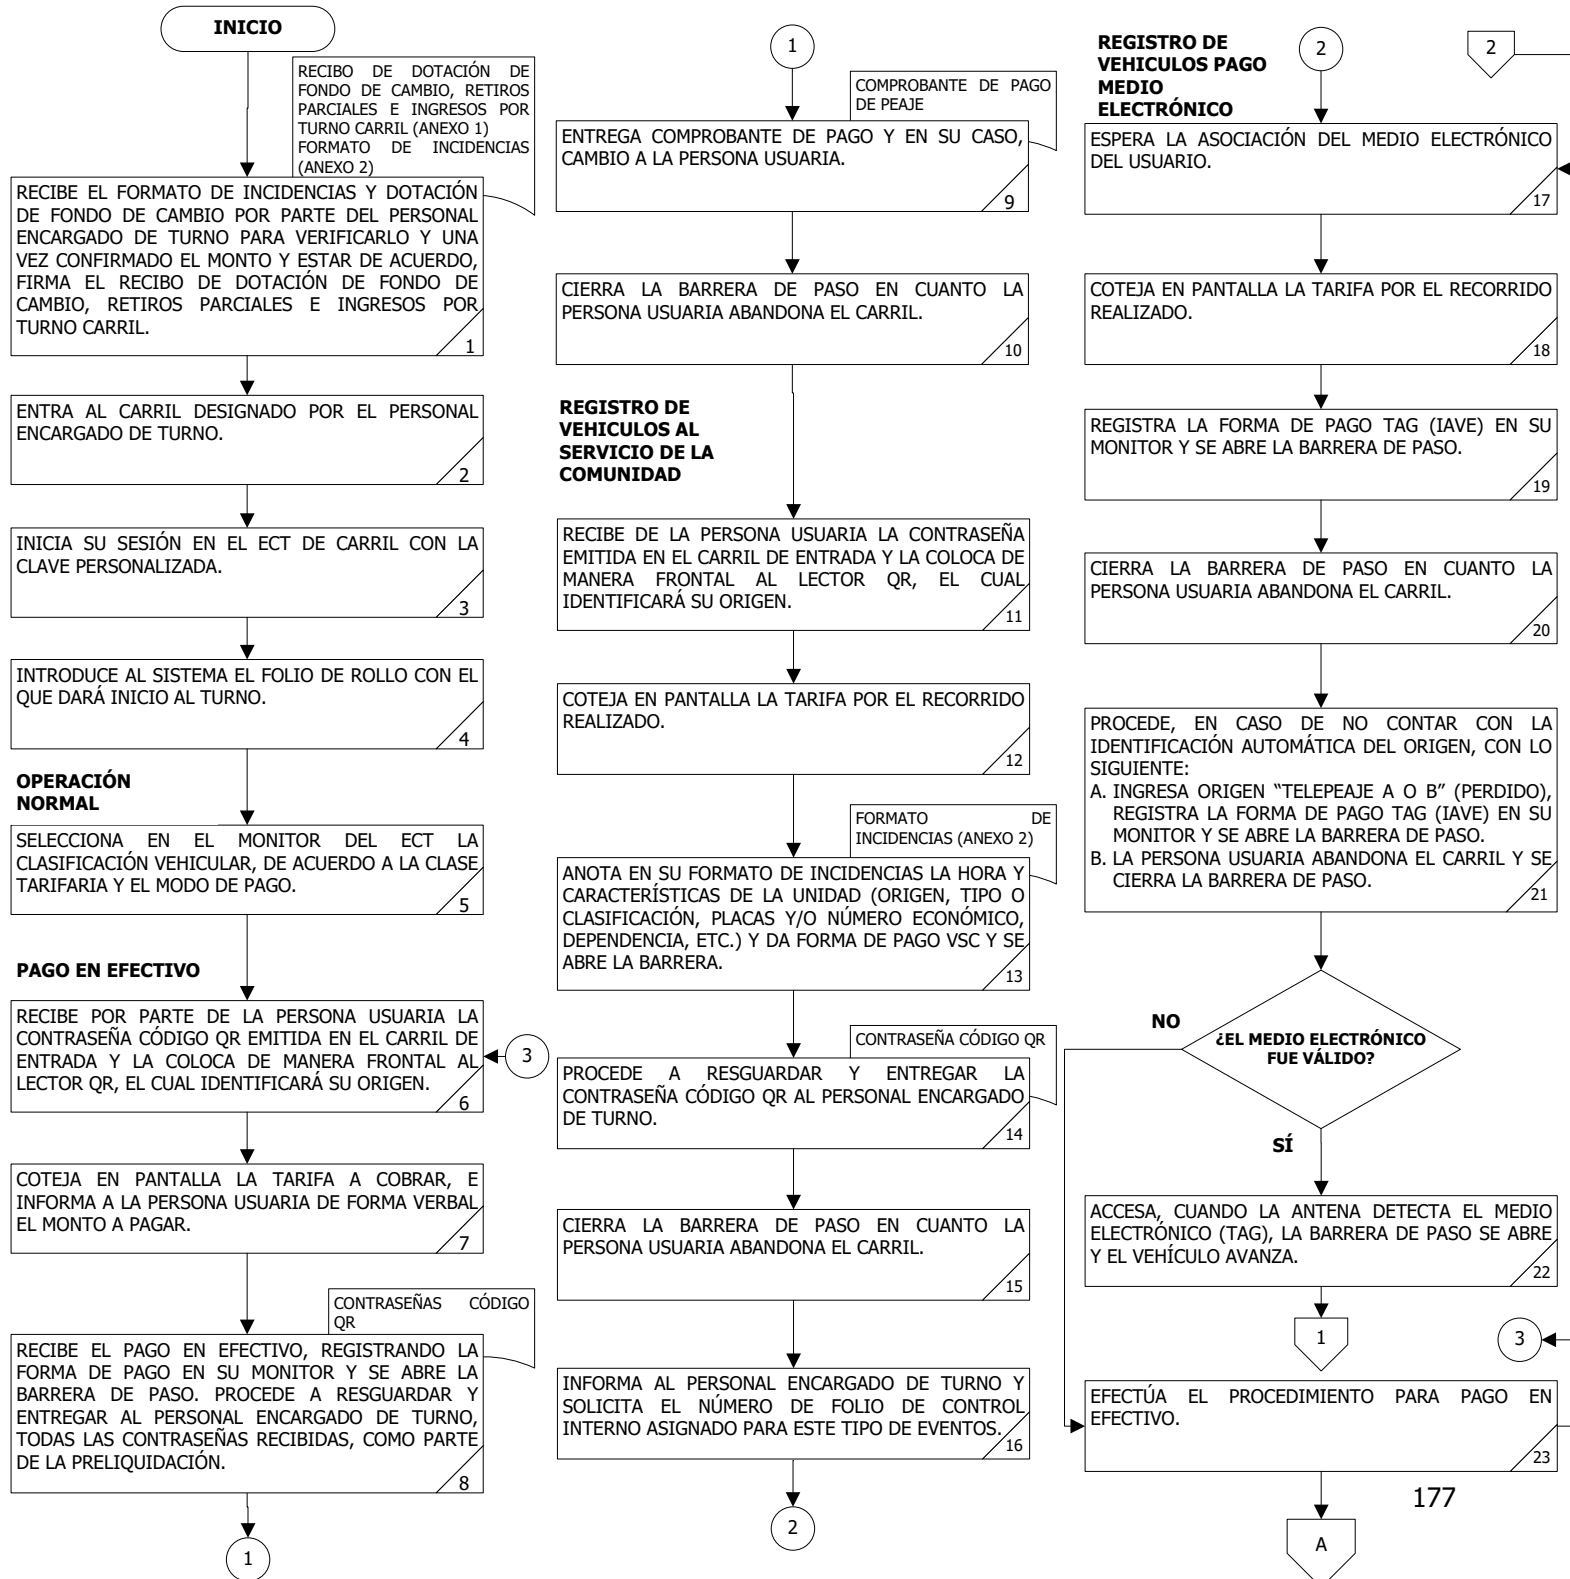 INICIO
RECIBO DE DOTACIÓN DE
FONDO DE CAMBIO, RETIROS
PARCIALES E INGRESOS POR
TURNO CARRIL (ANEXO 1)
FORMATO DE INCIDENCIAS
(ANEXO 2)
RECIBE EL FORMATO DE INCIDENCIAS Y DOTACIÓN
DE FONDO DE CAMBIO POR PARTE DEL PERSONAL
ENCARGADO DE TURNO PARA VERIFICARLO Y UNA
VEZ CONFIRMADO EL MONTO Y ESTAR DE ACUERDO,
FIRMA EL RECIBO DE DOTACIÓN DE FONDO DE
CAMBIO, RETIROS PARCIALES E INGRESOS POR
TURNO CARRIL.
1
ENTRA AL CARRIL DESIGNADO POR EL PERSONAL
ENCARGADO DE TURNO.
2
INICIA SU SESIÓN EN EL ECT DE CARRIL CON LA
CLAVE PERSONALIZADA.
3
INTRODUCE AL SISTEMA EL FOLIO DE ROLLO CON EL
QUE DARÁ INICIO AL TURNO.
4
OPERACIÓN
NORMAL
SELECCIONA EN EL MONITOR DEL ECT LA
CLASIFICACIÓN VEHICULAR, DE ACUERDO A LA CLASE
TARIFARIA Y EL MODO DE PAGO.
5
PAGO EN EFECTIVO
RECIBE POR PARTE DE LA PERSONA USUARIA LA
CONTRASEÑA CÓDIGO QR EMITIDA EN EL CARRIL DE
ENTRADA Y LA COLOCA DE MANERA FRONTAL AL
LECTOR QR, EL CUAL IDENTIFICARÁ SU ORIGEN.
6
3
COTEJA EN PANTALLA LA TARIFA A COBRAR, E
INFORMA A LA PERSONA USUARIA DE FORMA VERBAL
EL MONTO A PAGAR.
7
CONTRASEÑAS CÓDIGO
QR
RECIBE EL PAGO EN EFECTIVO, REGISTRANDO LA
FORMA DE PAGO EN SU MONITOR Y SE ABRE LA
BARRERA DE PASO. PROCEDE A RESGUARDAR Y
ENTREGAR AL PERSONAL ENCARGADO DE TURNO,
TODAS LAS CONTRASEÑAS RECIBIDAS, COMO PARTE
DE LA PRELIQUIDACIÓN.
8
1
1
COMPROBANTE DE PAGO
DE PEAJE
ENTREGA COMPROBANTE DE PAGO Y EN SU CASO,
CAMBIO A LA PERSONA USUARIA.
9
CIERRA LA BARRERA DE PASO EN CUANTO LA
PERSONA USUARIA ABANDONA EL CARRIL.
10
REGISTRO DE
VEHICULOS AL
SERVICIO DE LA
COMUNIDAD
RECIBE DE LA PERSONA USUARIA LA CONTRASEÑA
EMITIDA EN EL CARRIL DE ENTRADA Y LA COLOCA DE
MANERA FRONTAL AL LECTOR QR, EL CUAL
IDENTIFICARÁ SU ORIGEN.
11
COTEJA EN PANTALLA LA TARIFA POR EL RECORRIDO
REALIZADO.
12
FORMATO DE
INCIDENCIAS (ANEXO 2)
ANOTA EN SU FORMATO DE INCIDENCIAS LA HORA Y
CARACTERÍSTICAS DE LA UNIDAD (ORIGEN, TIPO O
CLASIFICACIÓN, PLACAS Y/O NÚMERO ECONÓMICO,
DEPENDENCIA, ETC.) Y DA FORMA DE PAGO VSC Y SE
ABRE LA BARRERA.
13
CONTRASEÑA CÓDIGO QR
PROCEDE A RESGUARDAR Y ENTREGAR LA
CONTRASEÑA CÓDIGO QR AL PERSONAL ENCARGADO
DE TURNO.
14
CIERRA LA BARRERA DE PASO EN CUANTO LA
PERSONA USUARIA ABANDONA EL CARRIL.
15
INFORMA AL PERSONAL ENCARGADO DE TURNO Y
SOLICITA EL NÚMERO DE FOLIO DE CONTROL
INTERNO ASIGNADO PARA ESTE TIPO DE EVENTOS.
16
2
REGISTRO DE
VEHICULOS PAGO
MEDIO
ELECTRÓNICO
2
2
ESPERA LA ASOCIACIÓN DEL MEDIO ELECTRÓNICO
DEL USUARIO.
17
COTEJA EN PANTALLA LA TARIFA POR EL RECORRIDO
REALIZADO.
18
REGISTRA LA FORMA DE PAGO TAG (IAVE) EN SU
MONITOR Y SE ABRE LA BARRERA DE PASO.
19
CIERRA LA BARRERA DE PASO EN CUANTO LA
PERSONA USUARIA ABANDONA EL CARRIL.
20
PROCEDE, EN CASO DE NO CONTAR CON LA
IDENTIFICACIÓN AUTOMÁTICA DEL ORIGEN, CON LO
SIGUIENTE:
A. INGRESA ORIGEN “TELEPEAJE A O B” (PERDIDO),
REGISTRA LA FORMA DE PAGO TAG (IAVE) EN SU
MONITOR Y SE ABRE LA BARRERA DE PASO.
B. LA PERSONA USUARIA ABANDONA EL CARRIL Y SE
CIERRA LA BARRERA DE PASO.
21
NO
¿EL MEDIO ELECTRÓNICO
FUE VÁLIDO?
SÍ
ACCESA, CUANDO LA ANTENA DETECTA EL MEDIO
ELECTRÓNICO (TAG), LA BARRERA DE PASO SE ABRE
Y EL VEHÍCULO AVANZA.
22
1
3
EFECTÚA EL PROCEDIMIENTO PARA PAGO EN
EFECTIVO.
23
177
A